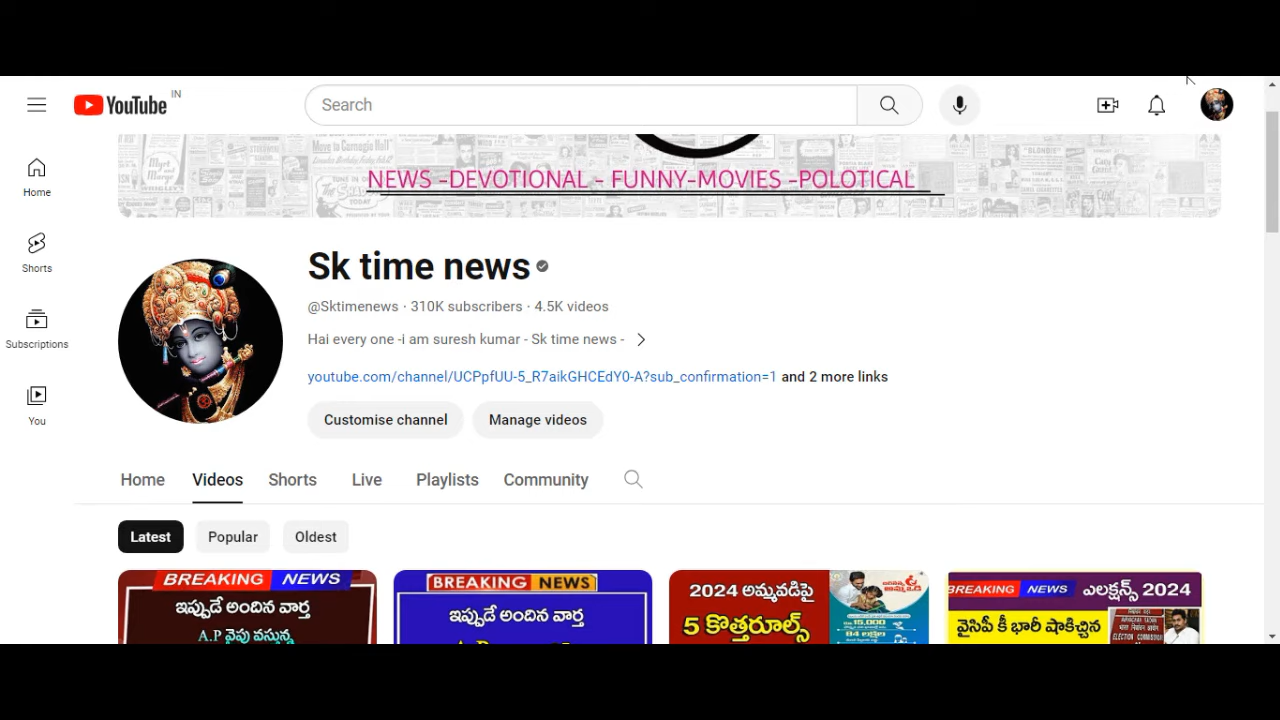 YouTube IN
Search
NEWS -DEVOTIONAL - FUNNY-MOVIES -POLOTICAL
Home
Shorts
Subscriptions
You
Sk time news
@Sktimenews · 310K subscribers · 4.5K videos
Hai every one -i am suresh kumar - Sk time news -
youtube.com/channel/UCPpfUU-5_R7aikGHCEdY0-A?sub_confirmation=1 and 2 more links
Customise channel Manage videos
Home Videos Shorts Live Playlists Community
Latest Popular Oldest
BREAKING NEWS
ఇప్పుడే అందిన వార్త
A.P వైపు వస్తున్న
BREAKING NEWS
ఇప్పుడే అందిన వార్త
2024 అమ్మవడిపై
5 కొత్తరూల్స్
BREAKING NEWS ఎలక్షన్స్ 2024
వైసిపీ కీ భారీ షాకిచ్చిన